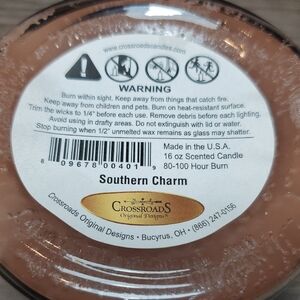 www.crossroadscandles.com
WARNING
Burn within sight. Keep away from things that catch fire.
Keep away from children and pets. Burn on heat-resistant surface.
Trim the wicks to 1/4" before each use. Remove debris before each lighting.
Avoid using in drafty areas. Do not extinguish with lid or water.
Stop burning when 1/2" unmelted wax remains as glass may shatter.
8 09678 00401 5
Made in the U.S.A.
16 oz Scented Candle
80-100 Hour Burn
Southern Charm
CROSSROADS
Original Designs
Crossroads Original Designs • Bucyrus, OH • (866) 247-0156